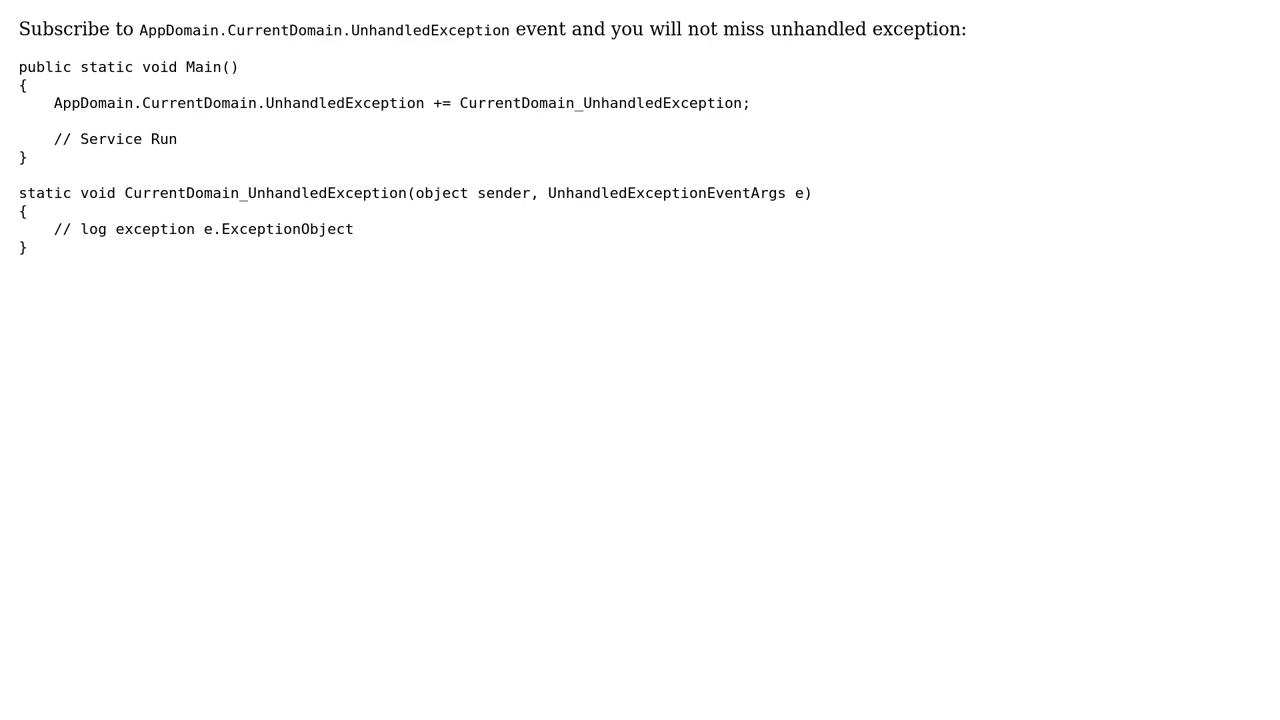 Subscribe to AppDomain.CurrentDomain.UnhandledException event and you will not miss unhandled exception:
public static void Main()
{
    AppDomain.CurrentDomain.UnhandledException += CurrentDomain_UnhandledException;
    // Service Run
}
static void CurrentDomain_UnhandledException(object sender, UnhandledExceptionEventArgs e)
{
    // log exception e.ExceptionObject
}